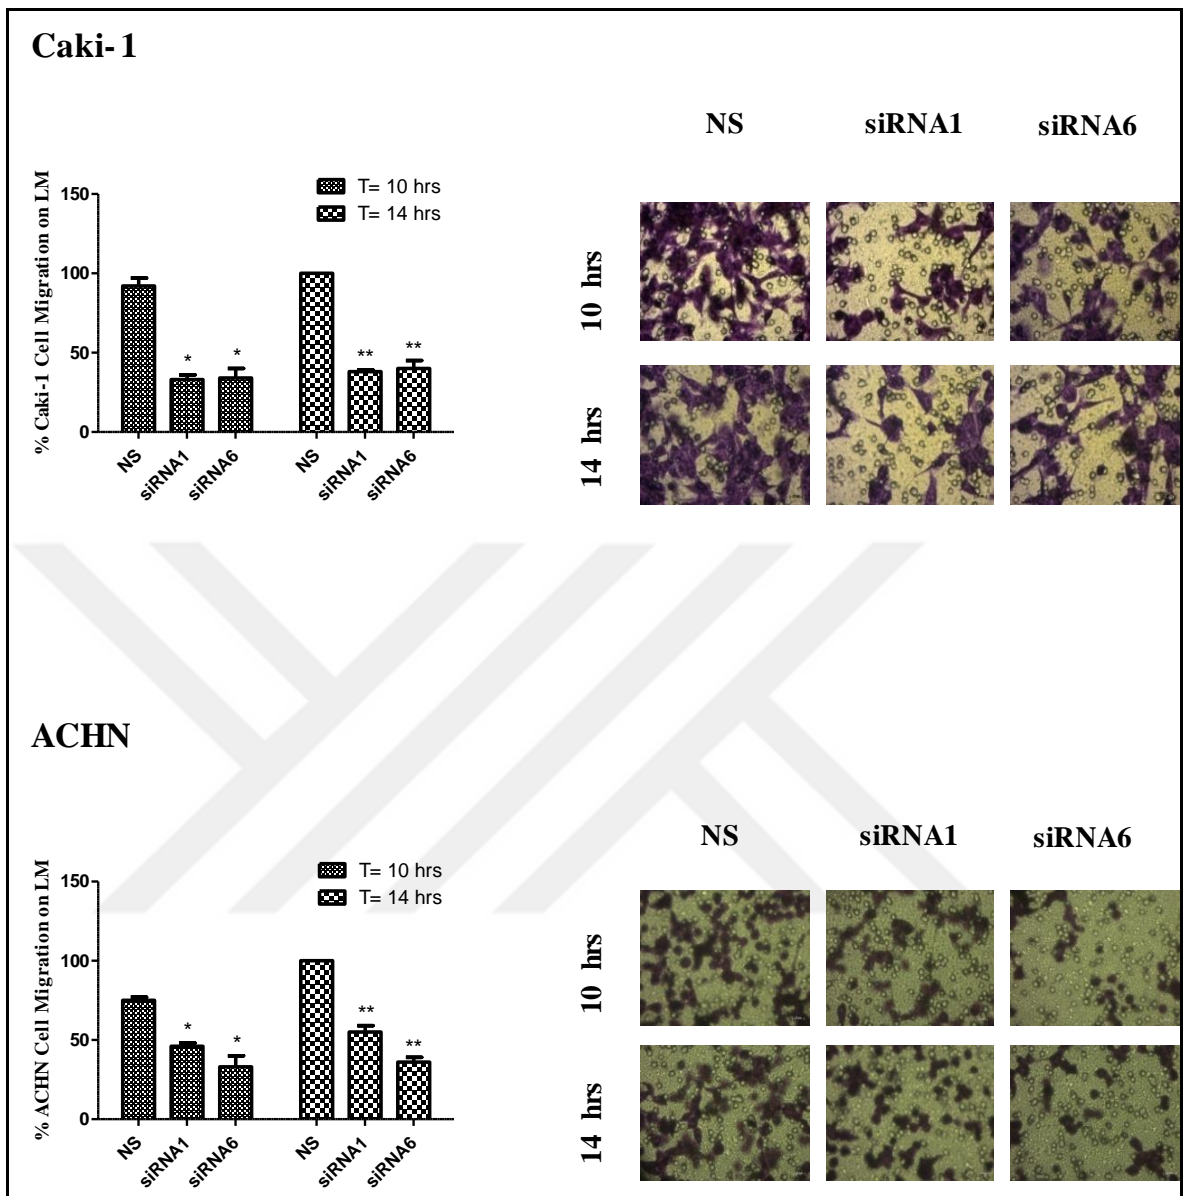 Caki-1
NS siRNA1 siRNA6
T= 10 hrs
T= 14 hrs
% Caki-1 Cell Migration on LM
150
100
50
0
* * ** **
NS siRNA1 siRNA6 NS siRNA1 siRNA6
10 hrs
14 hrs
ACHN
NS siRNA1 siRNA6
T= 10 hrs
T= 14 hrs
% ACHN Cell Migration on LM
150
100
50
0
* * ** **
NS siRNA1 siRNA6 NS siRNA1 siRNA6
10 hrs
14 hrs